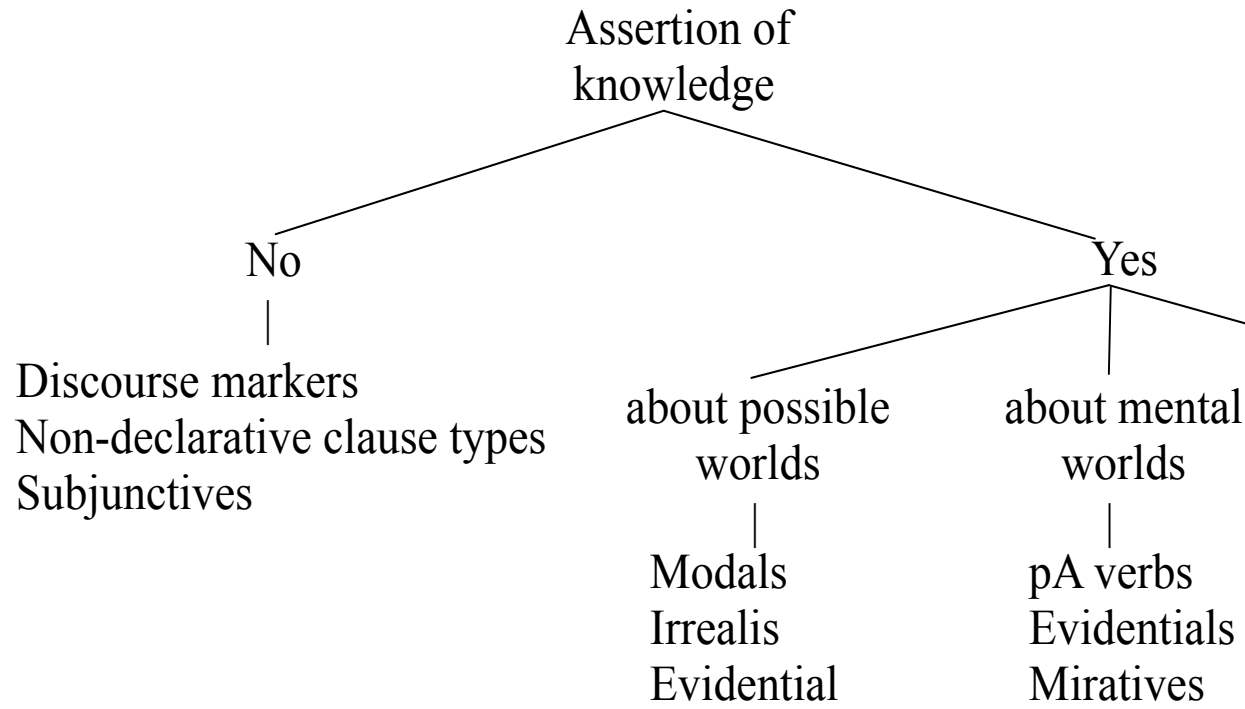 Assertion of
knowledge
No
Yes
Discourse markers
Non-declarative clause types
Subjunctives
about possible
worlds
about mental
worlds
Modals
Irrealis
Evidential
pA verbs
Evidentials
Miratives